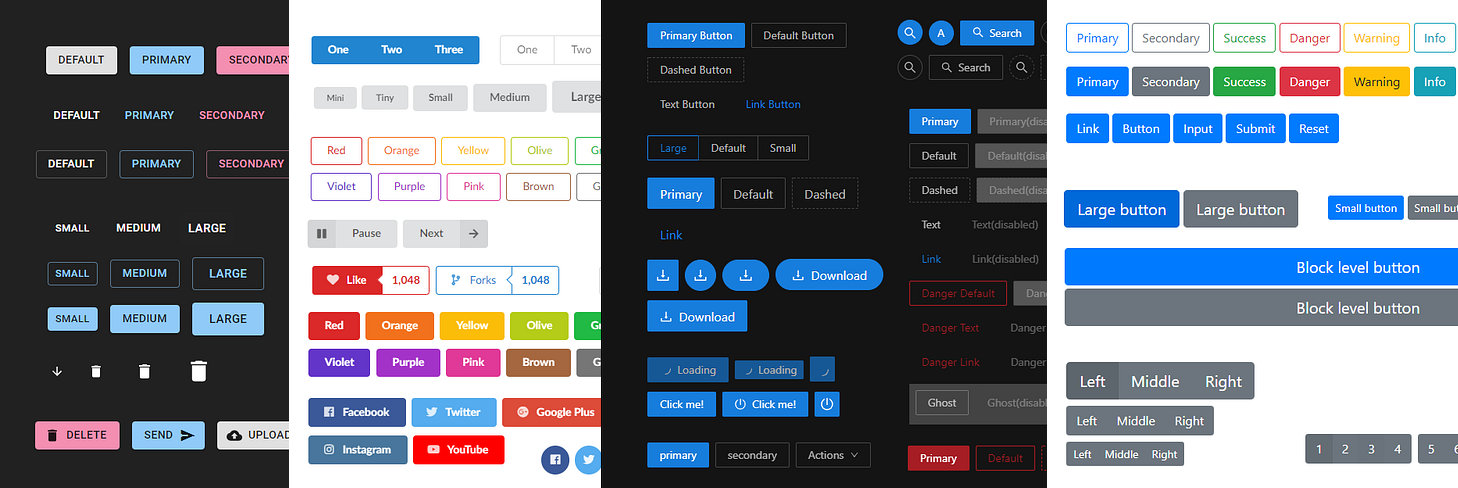 DEFAULT PRIMARY SECONDARY
DEFAULT PRIMARY SECONDARY
DEFAULT PRIMARY SECONDARY
SMALL MEDIUM LARGE
SMALL MEDIUM LARGE
SMALL MEDIUM LARGE
DELETE SEND UPLOAD
One Two Three One Two
Mini Tiny Small Medium Large
Red Orange Yellow Olive Gr
Violet Purple Pink Brown G
Pause Next
Like 1,048 Forks 1,048
Red Orange Yellow Olive Gr
Violet Purple Pink Brown G
Facebook Twitter Google Plus
Instagram YouTube
Primary Button Default Button
Dashed Button
Text Button Link Button
Large Default Small
Primary Default Dashed
Link
Download
Download
Loading Loading
Click me! Click me!
primary secondary Actions
A Search
Search
Primary Primary(disa
Default Default(disal
Dashed Dashed(disa
Text Text(disabled)
Link Link(disabled)
Danger Default Dang
Danger Text Danger
Danger Link Danger
Ghost Ghost(disab
Primary Default
Primary Secondary Success Danger Warning Info
Primary Secondary Success Danger Warning Info
Link Button Input Submit Reset
Large button Large button Small button Small butt
Block level button
Block level button
Left Middle Right
Left Middle Right
Left Middle Right
1 2 3 4 5 6